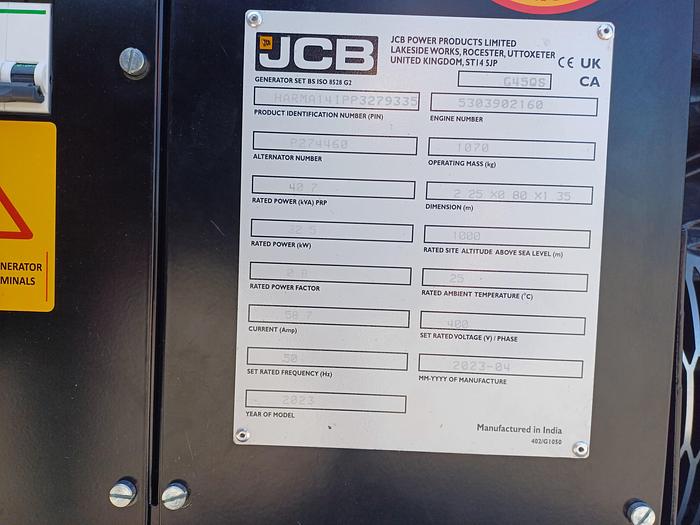 JCB
JCB POWER PRODUCTS LIMITED
LAKESIDE WORKS, ROCESTER, UTTOXETER
UNITED KINGDOM, ST14 5JP
CE UK
CA
GENERATOR SET BS ISO 8528 G2
G45QS
HARMA141PP3279335
PRODUCT IDENTIFICATION NUMBER (PIN)
5303902160
ENGINE NUMBER
P274460
ALTERNATOR NUMBER
1070
OPERATING MASS (kg)
40 7
RATED POWER (kVA) PRP
2 25 X0 80 X1 35
DIMENSION (m)
32 5
RATED POWER (kW)
1000
RATED SITE ALTITUDE ABOVE SEA LEVEL (m)
0 8
RATED POWER FACTOR
25
RATED AMBIENT TEMPERATURE (°C)
58 7
CURRENT (Amp)
400
SET RATED VOLTAGE (V) / PHASE
50
SET RATED FREQUENCY (Hz)
2023-04
MM-YYYY OF MANUFACTURE
2023
YEAR OF MODEL
Manufactured in India
402/G1050
NERATOR
MINALS